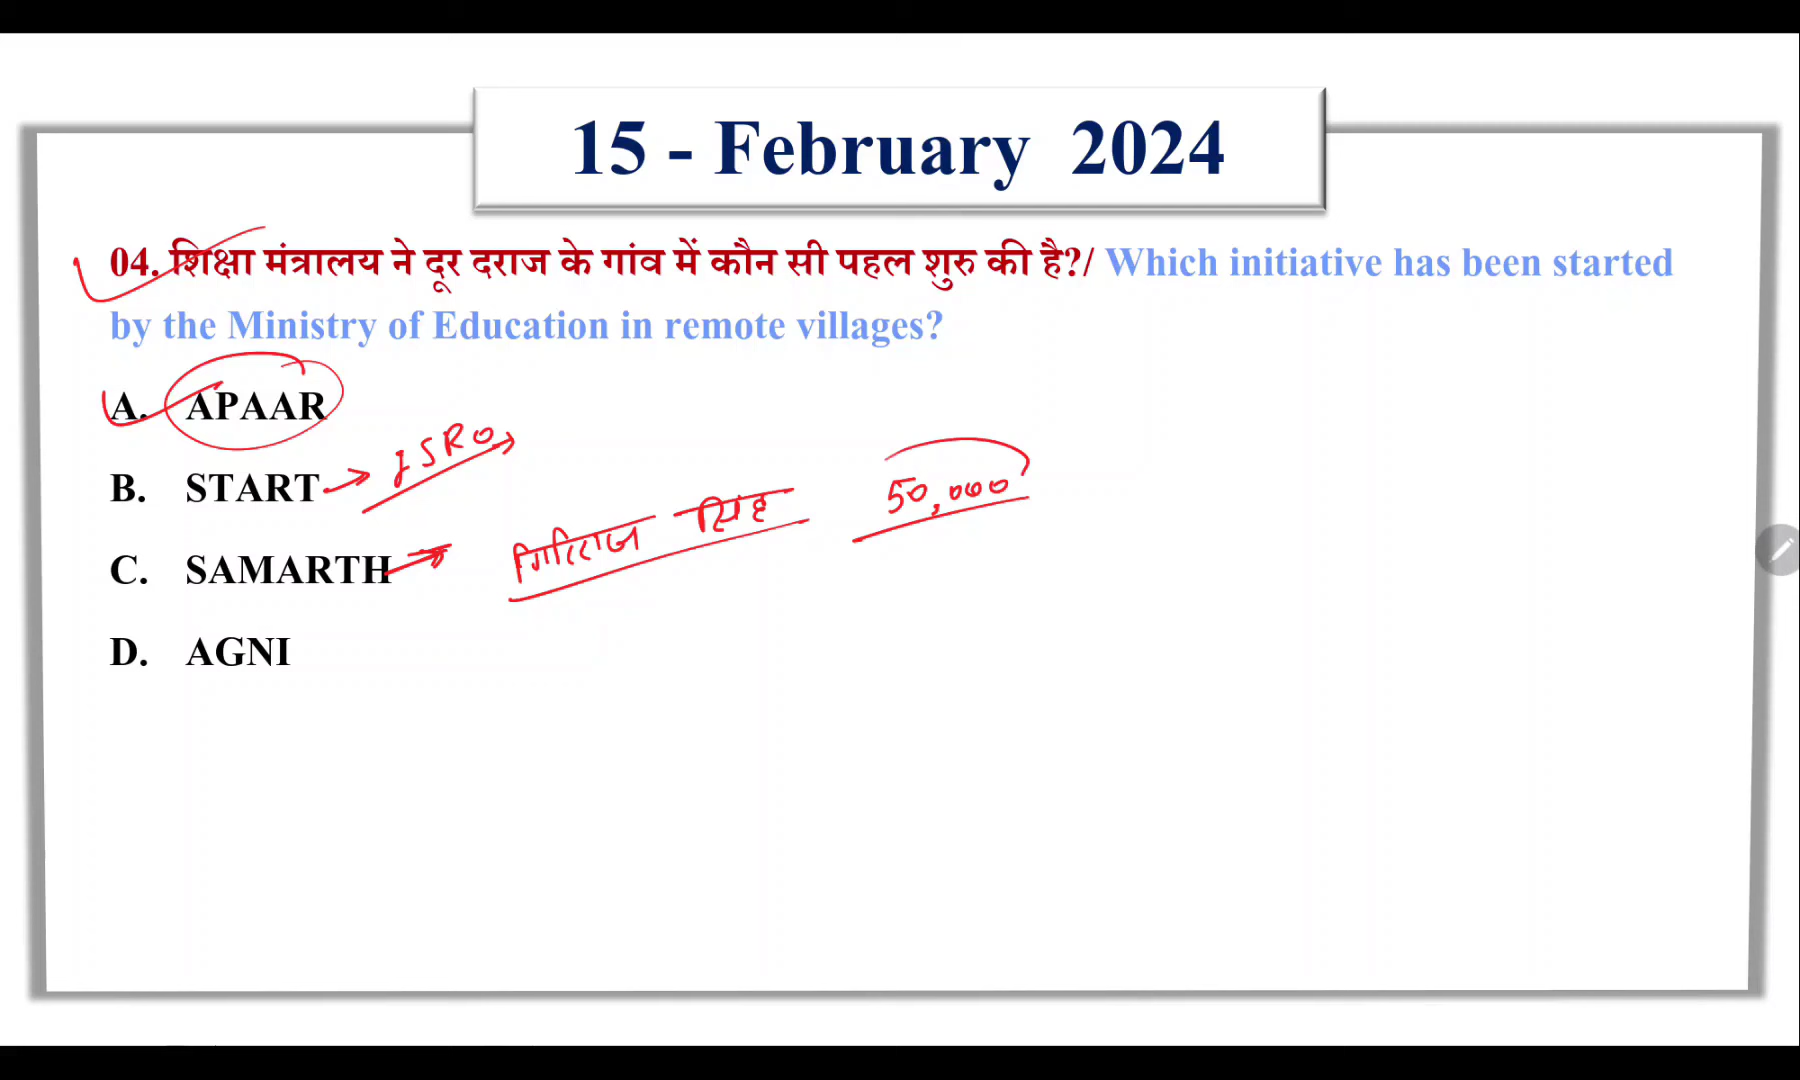 15 - February 2024
04. शिक्षा मंत्रालय ने दूर दराज के गांव में कौन सी पहल शुरु की है?/ Which initiative has been started
by the Ministry of Education in remote villages?
A. APAAR
B. START → ISRO
C. SAMARTH → गिरिराज सिंह 50,000
D. AGNI